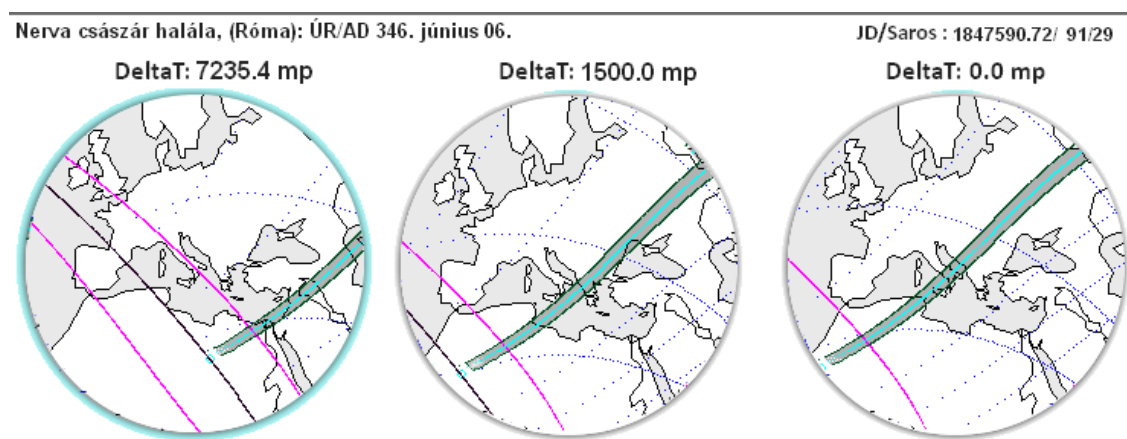 Nerva császár halála, (Róma): ÚR/AD 346. június 06.
JD/Saros : 1847590.72/ 91/29
DeltaT: 7235.4 mp
DeltaT: 1500.0 mp
DeltaT: 0.0 mp